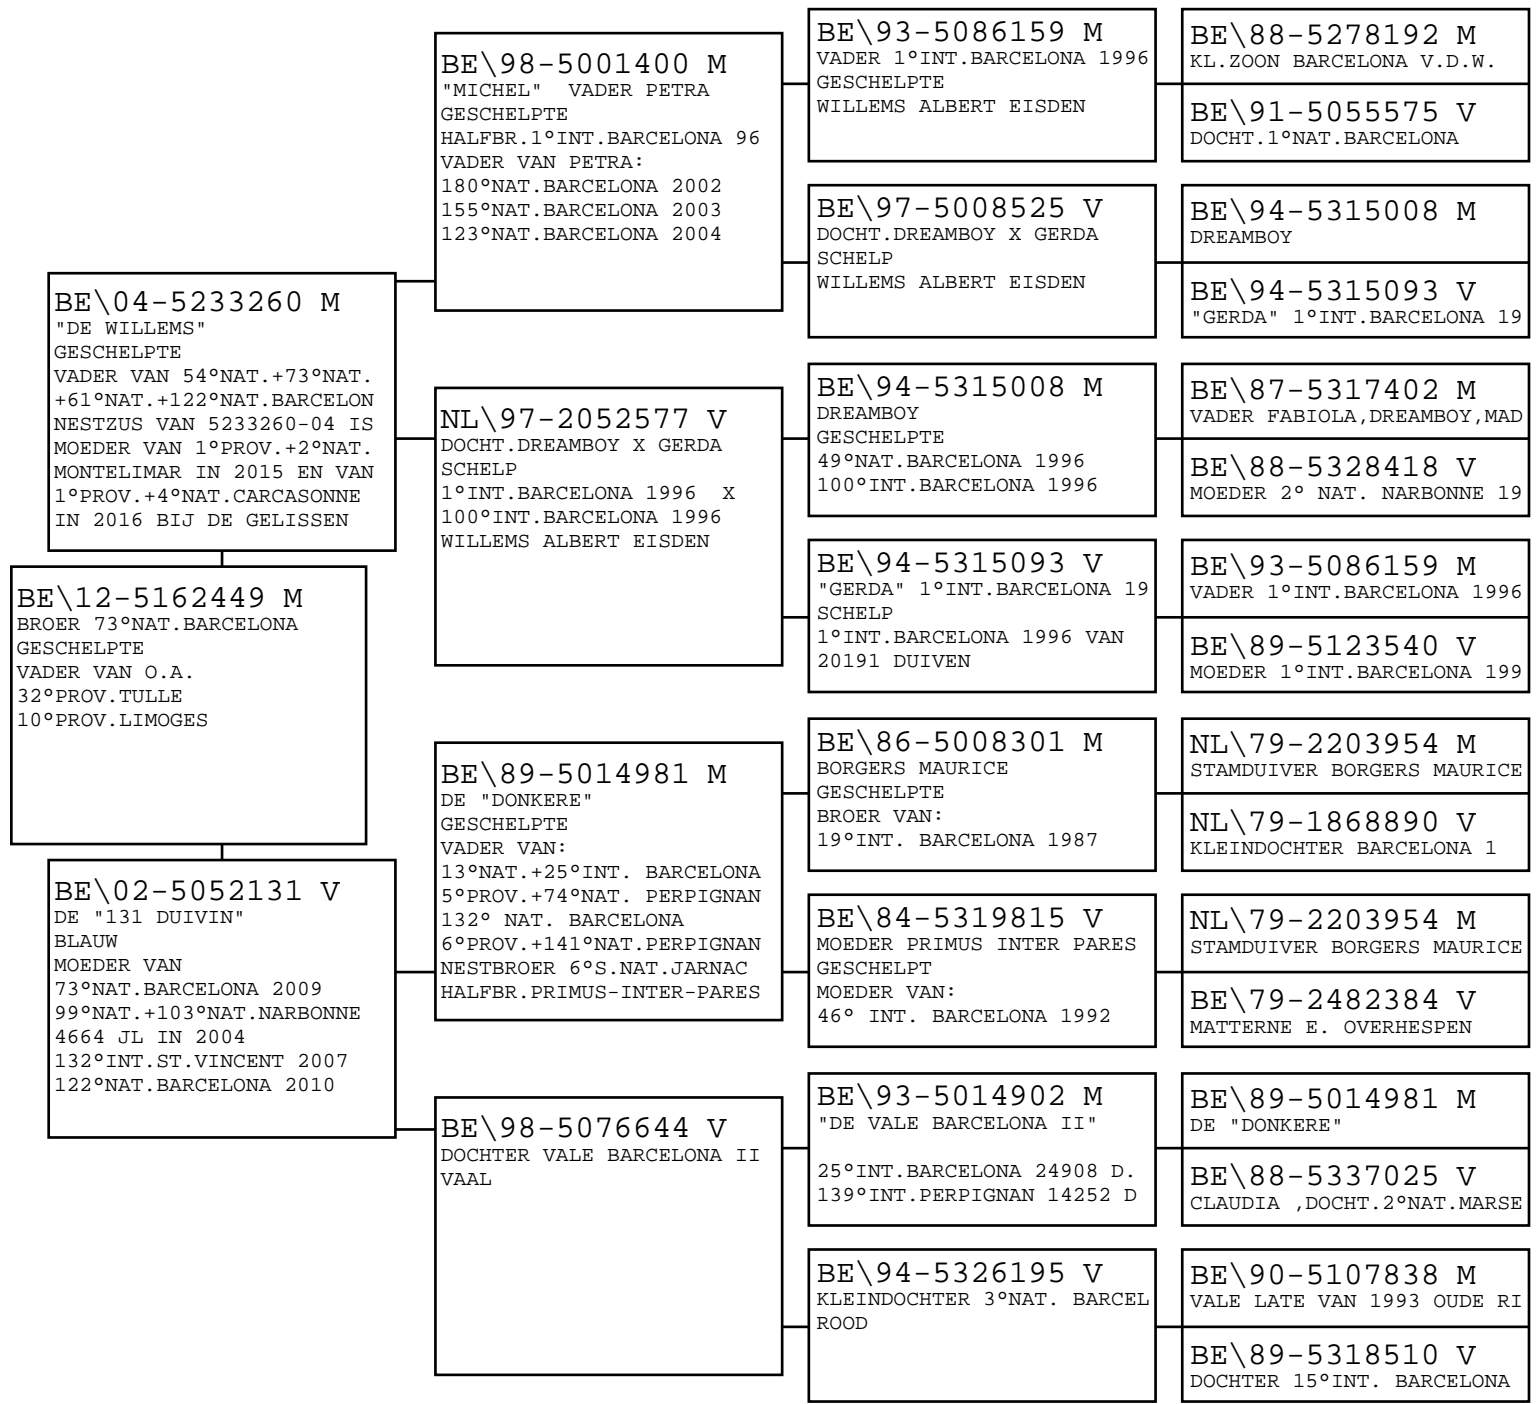 BE\12-5162449 M
BROER 73°NAT.BARCELONA
GESCHELPTE
VADER VAN O.A.
32°PROV.TULLE
10°PROV.LIMOGES
BE\04-5233260 M
"DE WILLEMS"
GESCHELPTE
VADER VAN 54°NAT.+73°NAT.
+61°NAT.+122°NAT.BARCELON
NESTZUS VAN 5233260-04 IS
MOEDER VAN 1°PROV.+2°NAT.
MONTELIMAR IN 2015 EN VAN
1°PROV.+4°NAT.CARCASONNE
IN 2016 BIJ DE GELISSEN
BE\02-5052131 V
DE "131 DUIVIN"
BLAUW
MOEDER VAN
73°NAT.BARCELONA 2009
99°NAT.+103°NAT.NARBONNE
4664 JL IN 2004
132°INT.ST.VINCENT 2007
122°NAT.BARCELONA 2010
BE\98-5001400 M
"MICHEL"  VADER PETRA
GESCHELPTE
HALFBR.1°INT.BARCELONA 96
VADER VAN PETRA:
180°NAT.BARCELONA 2002
155°NAT.BARCELONA 2003
123°NAT.BARCELONA 2004
NL\97-2052577 V
DOCHT.DREAMBOY X GERDA
SCHELP
1°INT.BARCELONA 1996  X
100°INT.BARCELONA 1996
WILLEMS ALBERT EISDEN
BE\89-5014981 M
DE "DONKERE"
GESCHELPTE
VADER VAN:
13°NAT.+25°INT. BARCELONA
5°PROV.+74°NAT. PERPIGNAN
132° NAT. BARCELONA
6°PROV.+141°NAT.PERPIGNAN
NESTBROER 6°S.NAT.JARNAC
HALFBR.PRIMUS-INTER-PARES
BE\98-5076644 V
DOCHTER VALE BARCELONA II
VAAL
BE\93-5086159 M
VADER 1°INT.BARCELONA 1996
GESCHELPTE
WILLEMS ALBERT EISDEN
BE\97-5008525 V
DOCHT.DREAMBOY X GERDA
SCHELP
WILLEMS ALBERT EISDEN
BE\94-5315008 M
DREAMBOY
GESCHELPTE
49°NAT.BARCELONA 1996
100°INT.BARCELONA 1996
BE\94-5315093 V
"GERDA" 1°INT.BARCELONA 19
SCHELP
1°INT.BARCELONA 1996 VAN
20191 DUIVEN
BE\86-5008301 M
BORGERS MAURICE
GESCHELPTE
BROER VAN:
19°INT. BARCELONA 1987
BE\84-5319815 V
MOEDER PRIMUS INTER PARES
GESCHELPT
MOEDER VAN:
46° INT. BARCELONA 1992
BE\93-5014902 M
"DE VALE BARCELONA II"
25°INT.BARCELONA 24908 D.
139°INT.PERPIGNAN 14252 D
BE\94-5326195 V
KLEINDOCHTER 3°NAT. BARCEL
ROOD
BE\88-5278192 M
KL.ZOON BARCELONA V.D.W.
BE\91-5055575 V
DOCHT.1°NAT.BARCELONA
BE\94-5315008 M
DREAMBOY
BE\94-5315093 V
"GERDA" 1°INT.BARCELONA 19
BE\87-5317402 M
VADER FABIOLA,DREAMBOY,MAD
BE\88-5328418 V
MOEDER 2° NAT. NARBONNE 19
BE\93-5086159 M
VADER 1°INT.BARCELONA 1996
BE\89-5123540 V
MOEDER 1°INT.BARCELONA 199
NL\79-2203954 M
STAMDUIVER BORGERS MAURICE
NL\79-1868890 V
KLEINDOCHTER BARCELONA 1
NL\79-2203954 M
STAMDUIVER BORGERS MAURICE
BE\79-2482384 V
MATTERNE E. OVERHESPEN
BE\89-5014981 M
DE "DONKERE"
BE\88-5337025 V
CLAUDIA ,DOCHT.2°NAT.MARSE
BE\90-5107838 M
VALE LATE VAN 1993 OUDE RI
BE\89-5318510 V
DOCHTER 15°INT. BARCELONA